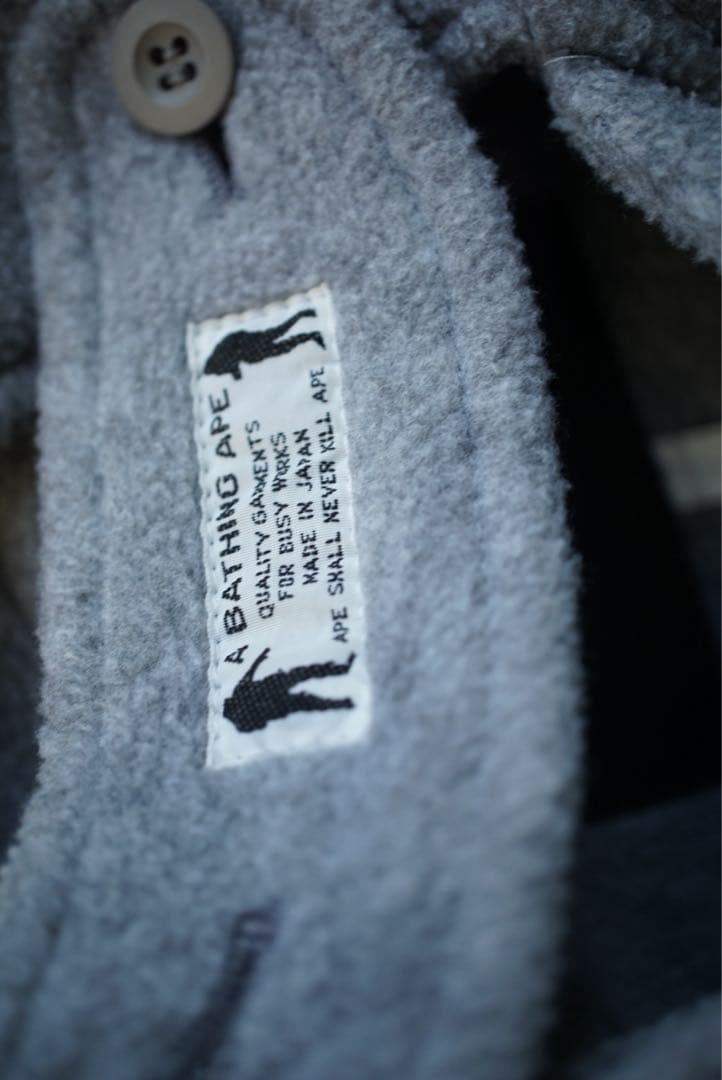 A BATHING APE
QUALITY GARMENTS
FOR BUSY WORKS
MADE IN JAPAN
APE SHALL NEVER KILL APE